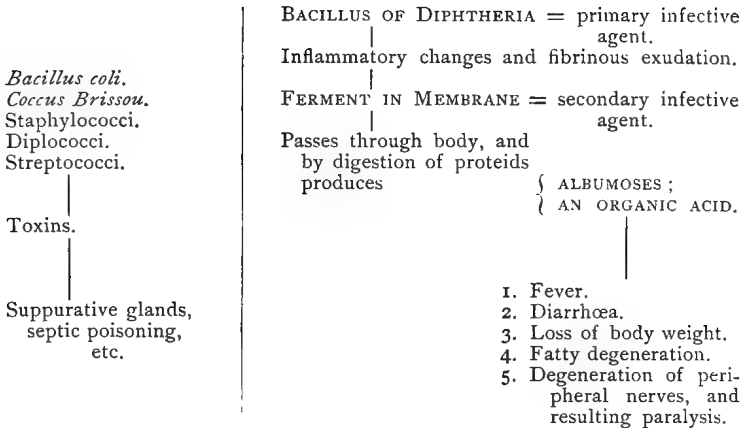 Bacillus coli.
Coccus Brissou.
Staphylococci.
Diplococci.
Streptococci.
Toxins.
Suppurative glands,
septic poisoning,
etc.
BACILLUS OF DIPHTHERIA = primary infective
agent.
Inflammatory changes and fibrinous exudation.
FERMENT IN MEMBRANE = secondary infective
agent.
Passes through body, and
by digestion of proteids
produces
{ ALBUMOSES ;
AN ORGANIC ACID.
1. Fever.
2. Diarrhœa.
3. Loss of body weight.
4. Fatty degeneration.
5. Degeneration of peri-
pheral nerves, and
resulting paralysis.